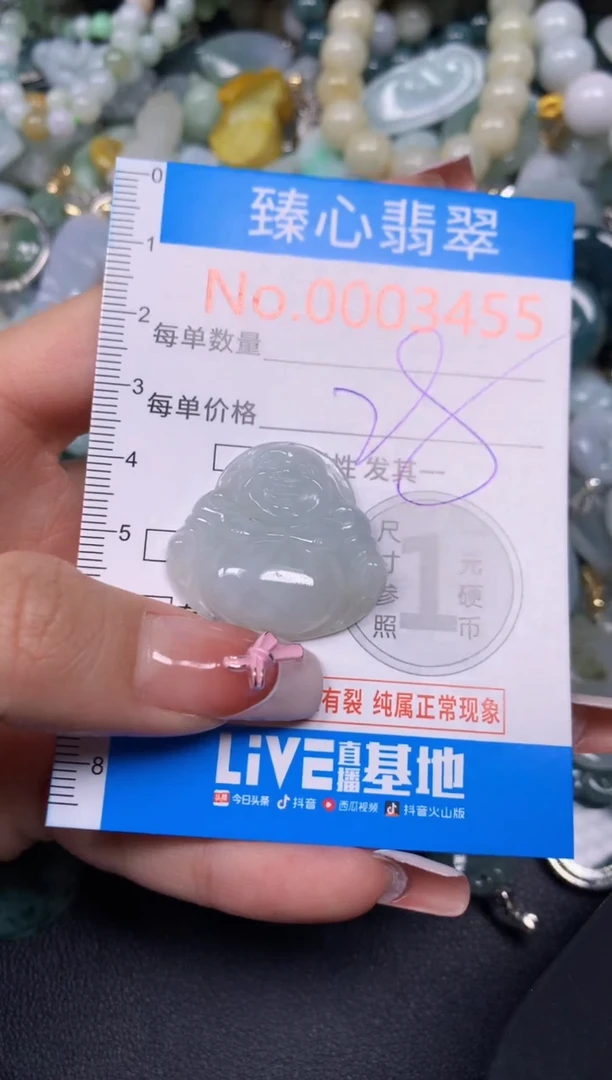 臻心翡翠
No.0003455
每单数量
每单价格
28
性 发其一
尺寸参照
1
元硬币
有裂 纯属正常现象
LiVE直播基地
头条 今日头条 抖音 西瓜视频 抖音火山版
0
1
2
3
4
5
8